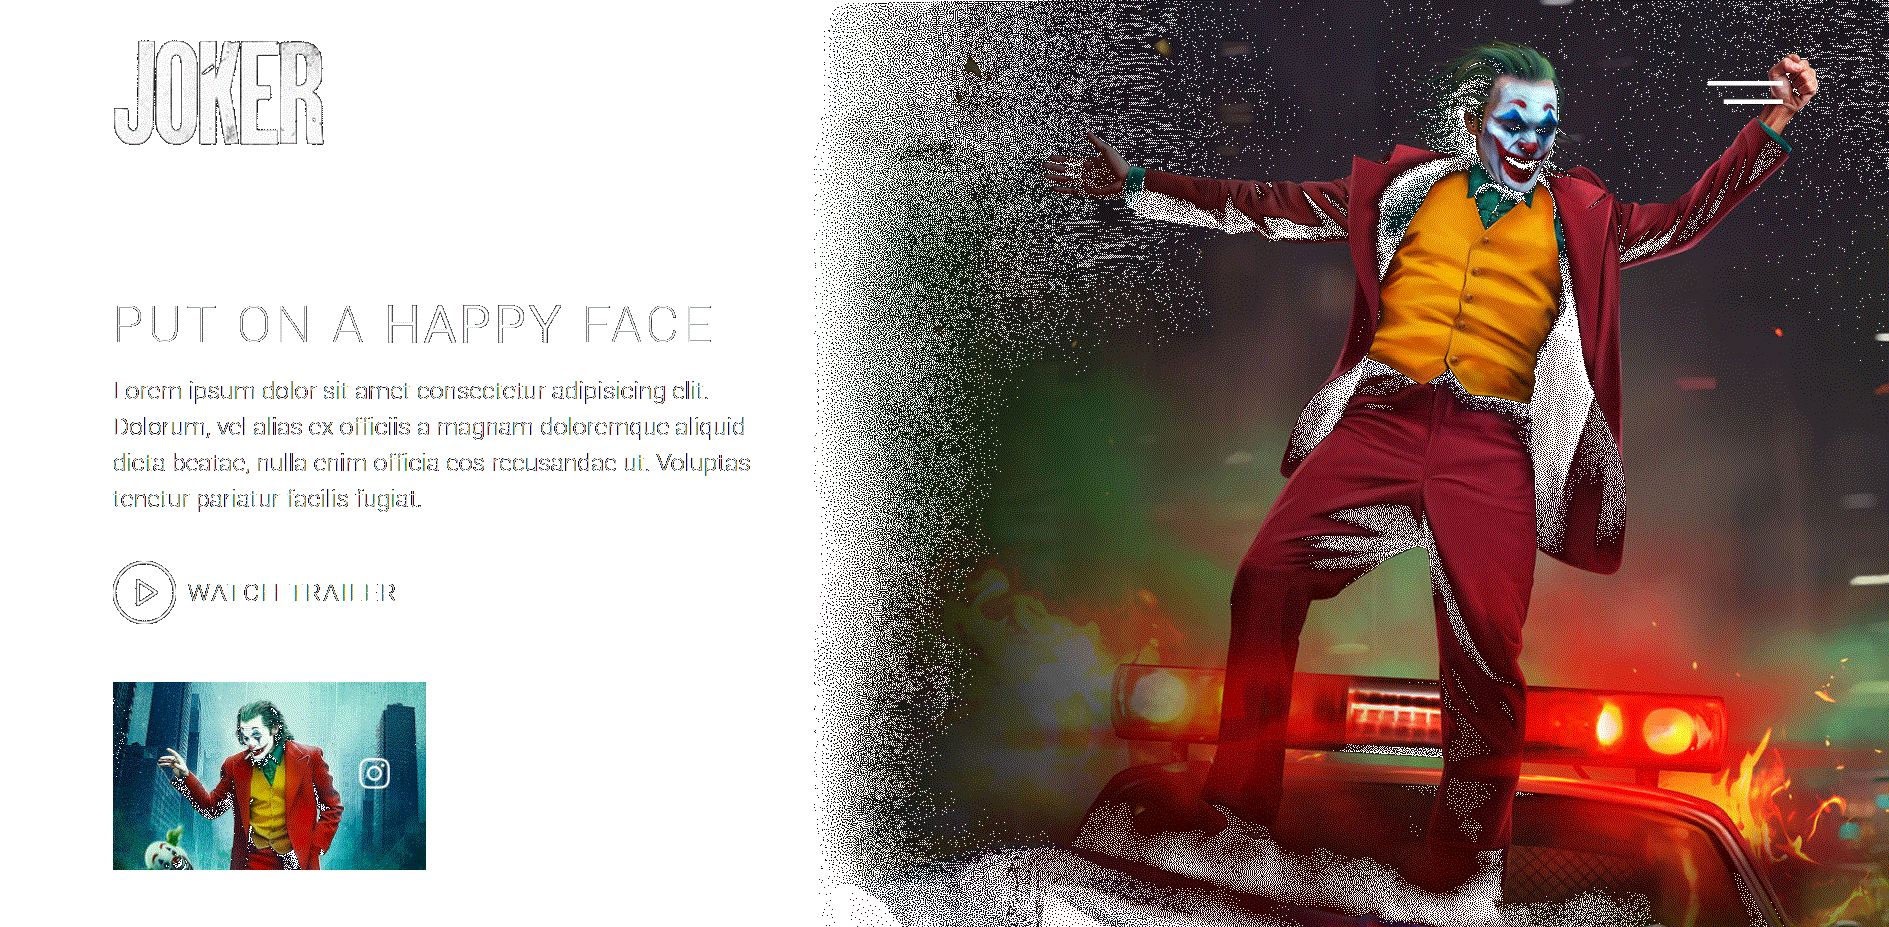 JOKER
PUT ON A HAPPY FACE
Lorem ipsum dolor sit amet consectetur adipisicing elit.
Dolorum, vel alias ex officiis a magnam doloremque aliquid
dicta beatae, nulla enim officia eos recusandae ut. Voluptas
tenetur pariatur facilis fugiat.
WATCH TRAILER